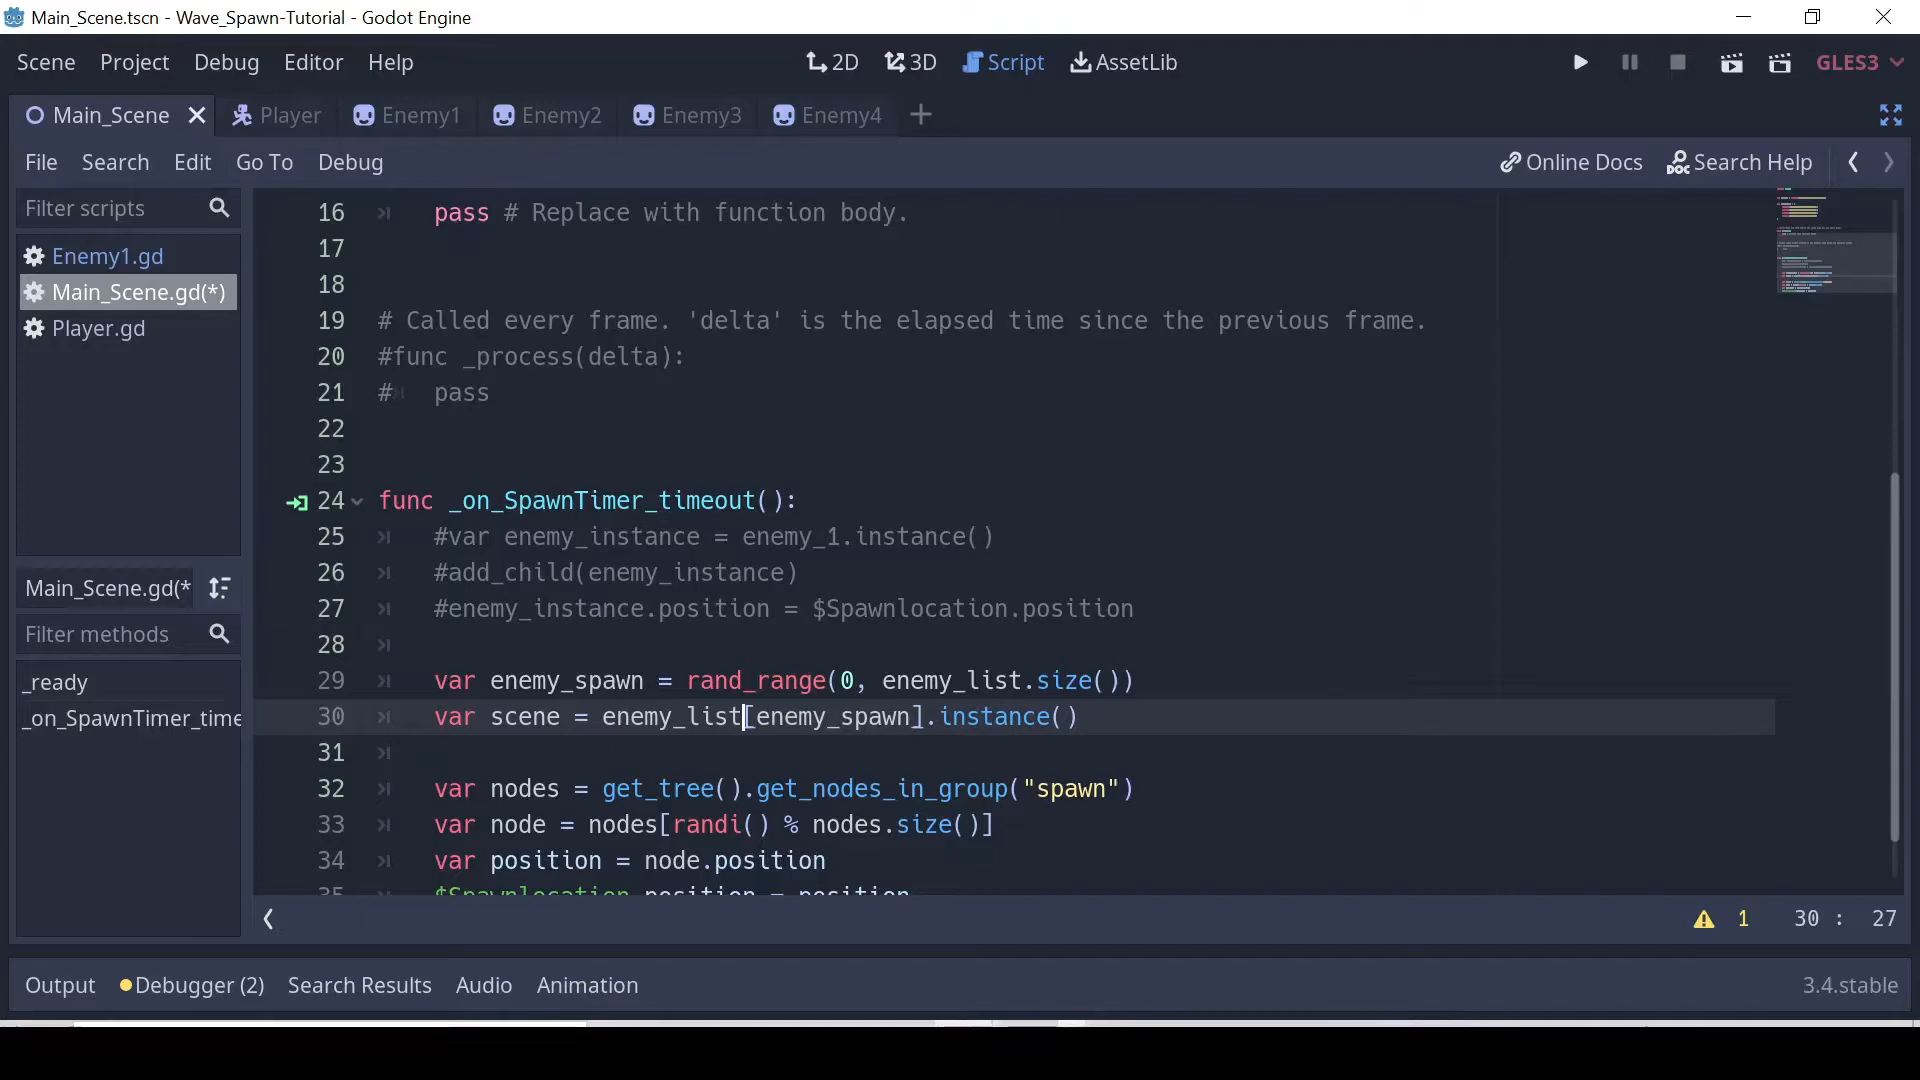 Main_Scene.tscn - Wave_Spawn-Tutorial - Godot Engine
Scene Project Debug Editor Help 2D 3D Script AssetLib GLES3
Main_Scene Player Enemy1 Enemy2 Enemy3 Enemy4
File Search Edit Go To Debug Online Docs Search Help
Filter scripts
Enemy1.gd
Main_Scene.gd(*)
Player.gd
Main_Scene.gd(*
Filter methods
_ready
_on_SpawnTimer_time
16 pass # Replace with function body.
17
18
19 # Called every frame. 'delta' is the elapsed time since the previous frame.
20 #func _process(delta):
21 # pass
22
23
24 func _on_SpawnTimer_timeout():
25 #var enemy_instance = enemy_1.instance()
26 #add_child(enemy_instance)
27 #enemy_instance.position = $Spawnlocation.position
28
29 var enemy_spawn = rand_range(0, enemy_list.size())
30 var scene = enemy_list[enemy_spawn].instance()
31
32 var nodes = get_tree().get_nodes_in_group("spawn")
33 var node = nodes[randi() % nodes.size()]
34 var position = node.position
35 $Spawnlocation.position = position
1 30 : 27
Output Debugger (2) Search Results Audio Animation 3.4.stable